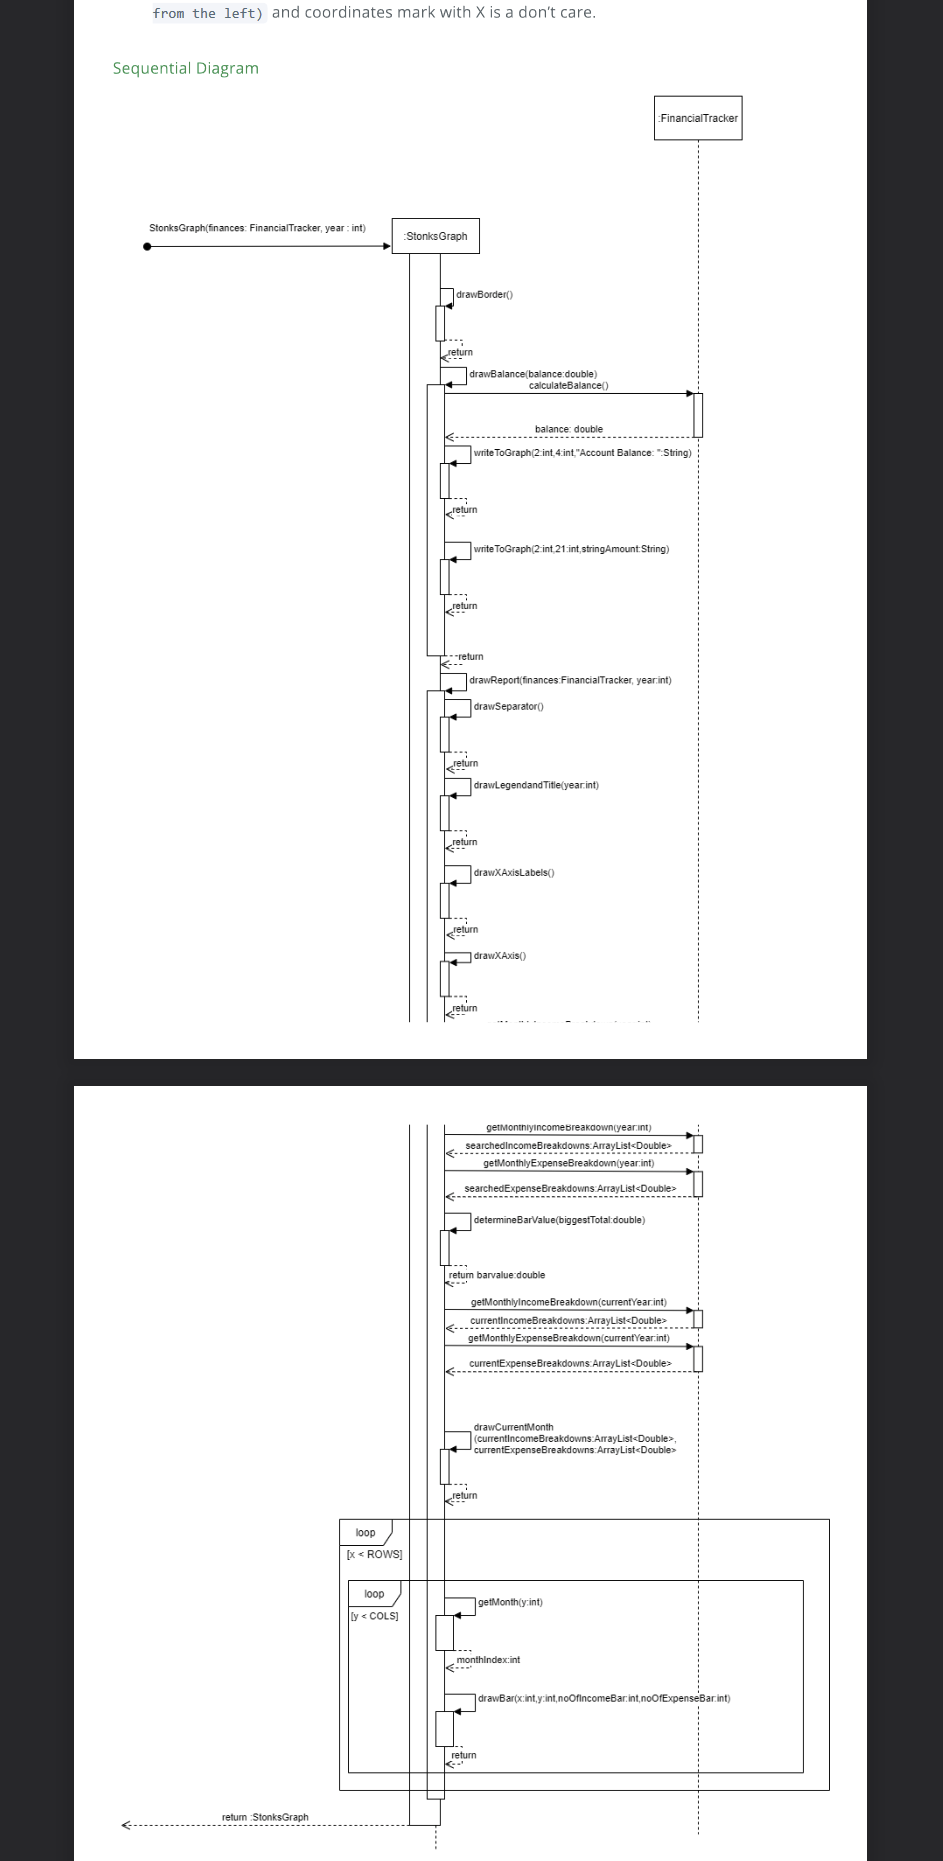 from the left) and coordinates mark with X is a don't care.
Sequential Diagram
:FinancialTracker
StonksGraph(finances: FinancialTracker, year : int)
:StonksGraph
drawBorder()
return
drawBalance(balance:double)
calculateBalance()
balance: double
writeToGraph(2:int,4:int,"Account Balance: ":String)
return
writeToGraph(2:int,21:int,stringAmount:String)
return
return
drawReport(finances:FinancialTracker, year:int)
drawSeparator()
return
drawLegendandTitle(year:int)
return
drawXAxisLabels()
return
drawXAxis()
return
getMonthlyIncomeBreakdown(year:int)
searchedIncomeBreakdowns:ArrayList<Double>
getMonthlyExpenseBreakdown(year:int)
searchedExpenseBreakdowns:ArrayList<Double>
determineBarValue(biggestTotal:double)
return barvalue:double
getMonthlyIncomeBreakdown(currentYear:int)
currentIncomeBreakdowns:ArrayList<Double>
getMonthlyExpenseBreakdown(currentYear:int)
currentExpenseBreakdowns:ArrayList<Double>
drawCurrentMonth
(currentIncomeBreakdowns:ArrayList<Double>,
currentExpenseBreakdowns:ArrayList<Double>
return
loop
[x < ROWS]
loop
[y < COLS]
getMonth(y:int)
monthIndex:int
drawBar(x:int,y:int,noOfIncomeBar:int,noOfExpenseBar:int)
return
return :StonksGraph